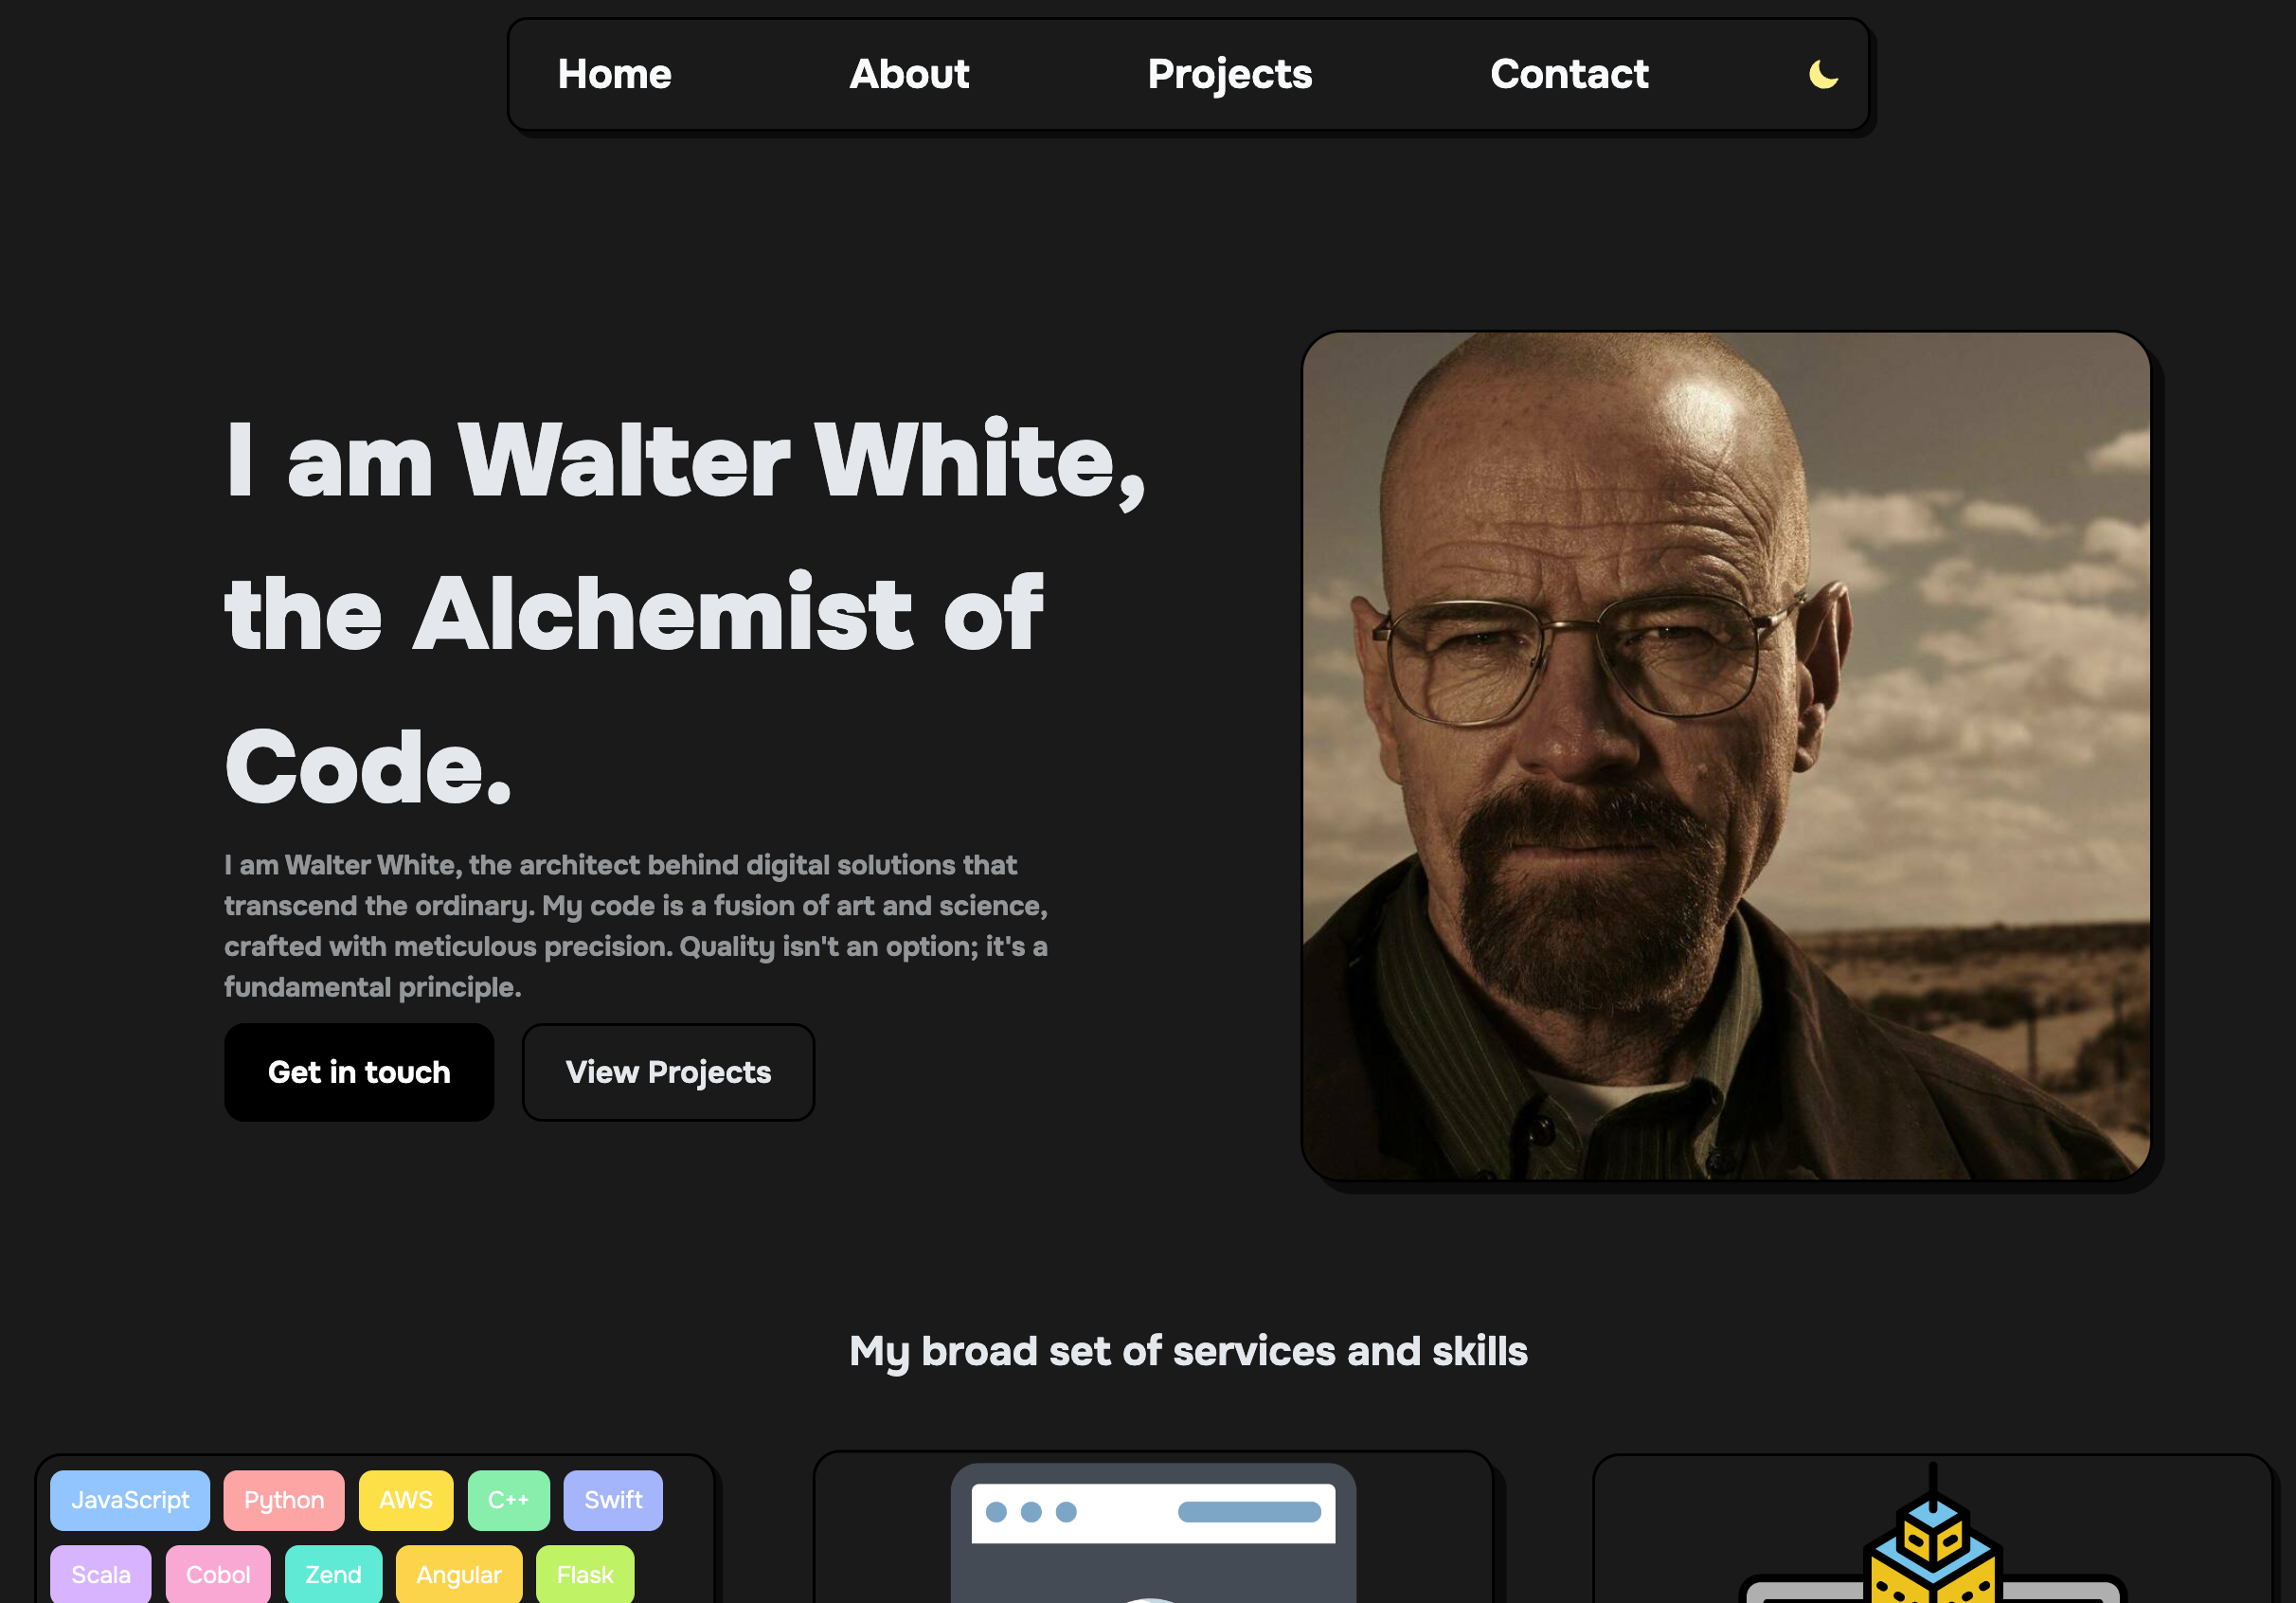 Home About Projects Contact
I am Walter White,
the Alchemist of
Code.
I am Walter White, the architect behind digital solutions that
transcend the ordinary. My code is a fusion of art and science,
crafted with meticulous precision. Quality isn't an option; it's a
fundamental principle.
Get in touch View Projects
My broad set of services and skills
JavaScript Python AWS C++ Swift
Scala Cobol Zend Angular Flask